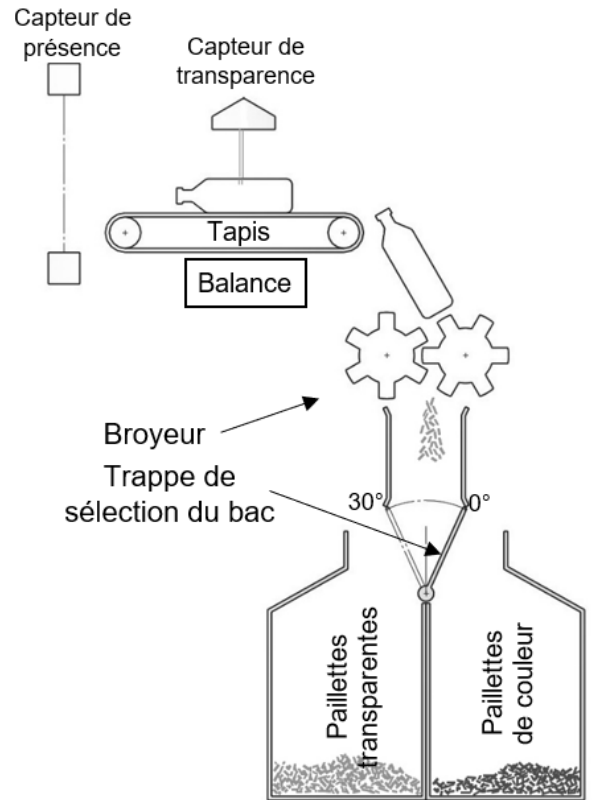 Capteur de
présence
Capteur de
transparence
Tapis
Balance
Broyeur
Trappe de
sélection du bac
30°
0°
Paillettes
transparentes
Paillettes
de couleur